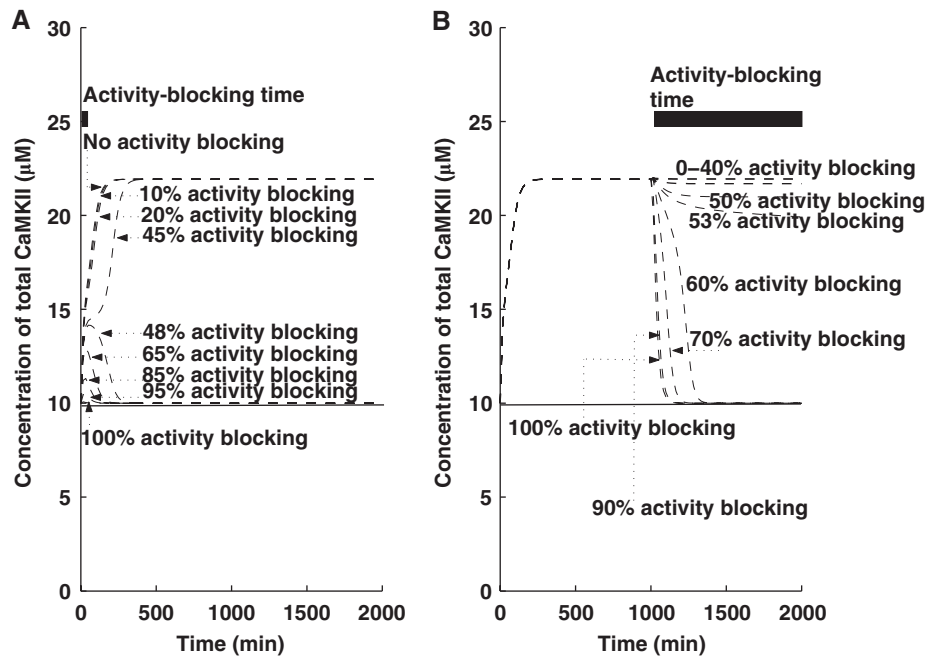 A
30
25
20
15
10
5
0
Concentration of total CaMKII (μM)
Activity-blocking time
No activity blocking
10% activity blocking
20% activity blocking
45% activity blocking
48% activity blocking
65% activity blocking
85% activity blocking
95% activity blocking
100% activity blocking
0 500 1000 1500 2000
Time (min)
B
30
25
20
15
10
5
0
Concentration of total CaMKII (μM)
Activity-blocking
time
0–40% activity blocking
50% activity blocking
53% activity blocking
60% activity blocking
70% activity blocking
100% activity blocking
90% activity blocking
0 500 1000 1500 2000
Time (min)